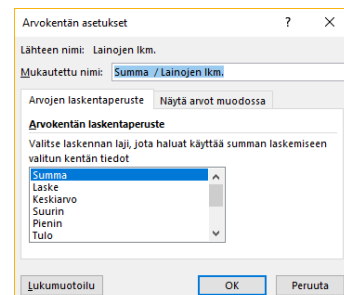 Arvokentän asetukset ? ×
Lähteen nimi: Lainojen lkm.
Mukautettu nimi: Summa / Lainojen lkm.
Arvojen laskentaperuste Näytä arvot muodossa
Arvokentän laskentaperuste
Valitse laskennan laji, jota haluat käyttää summan laskemiseen
valitun kentän tiedot
Summa
Laske
Keskiarvo
Suurin
Pienin
Tulo
Lukumuotoilu OK Peruuta